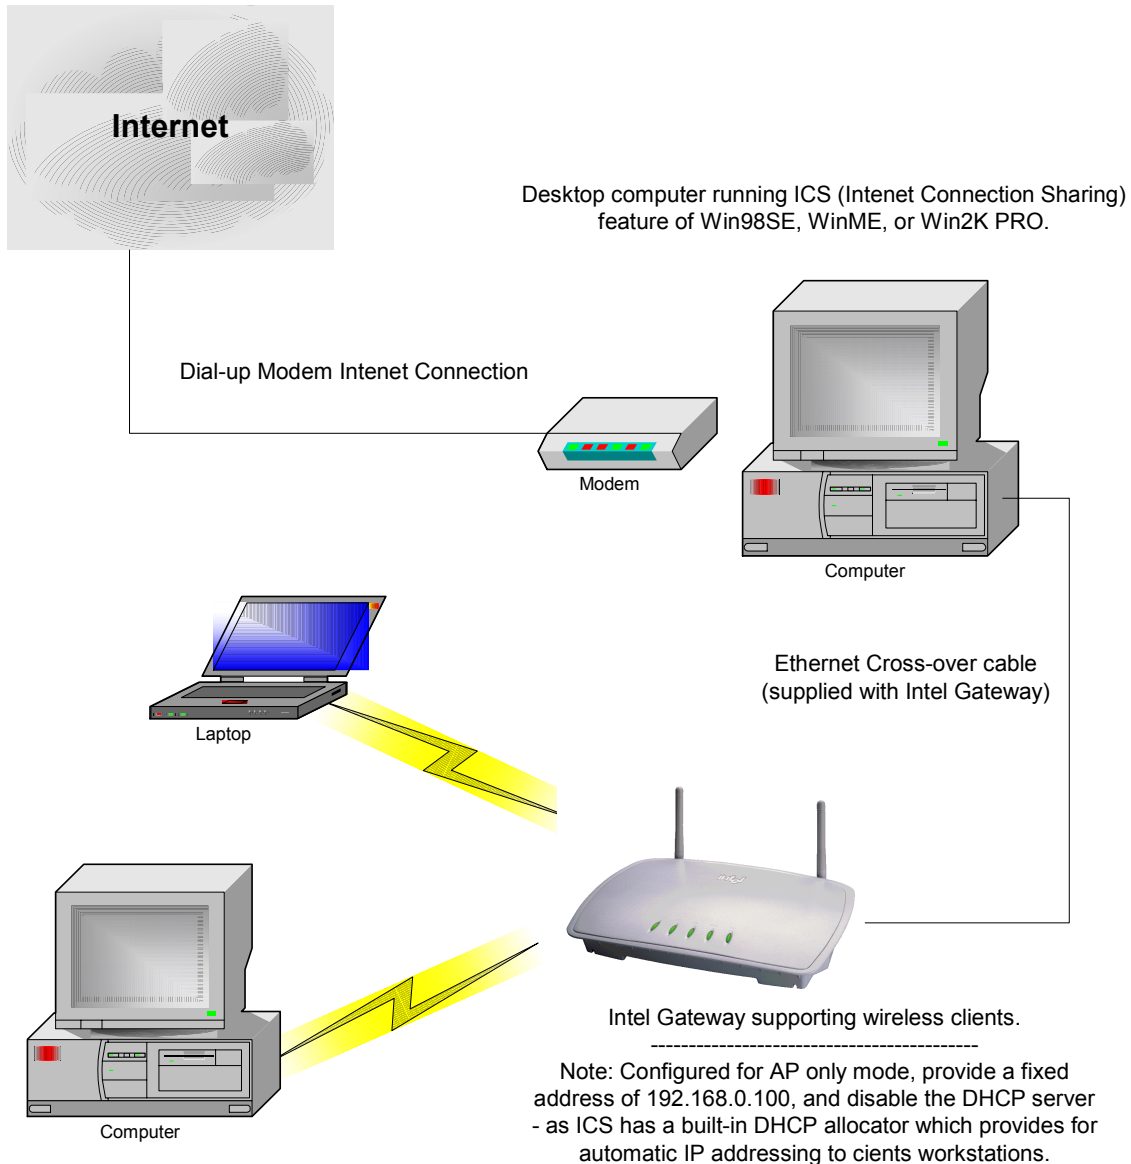 Internet
Desktop computer running ICS (Intenet Connection Sharing)
feature of Win98SE, WinME, or Win2K PRO.
Dial-up Modem Intenet Connection
Modem
Computer
Laptop
Ethernet Cross-over cable
(supplied with Intel Gateway)
Computer
Intel Gateway supporting wireless clients.
--------------------------------------------
Note: Configured for AP only mode, provide a fixed
address of 192.168.0.100, and disable the DHCP server
- as ICS has a built-in DHCP allocator which provides for
automatic IP addressing to cients workstations.